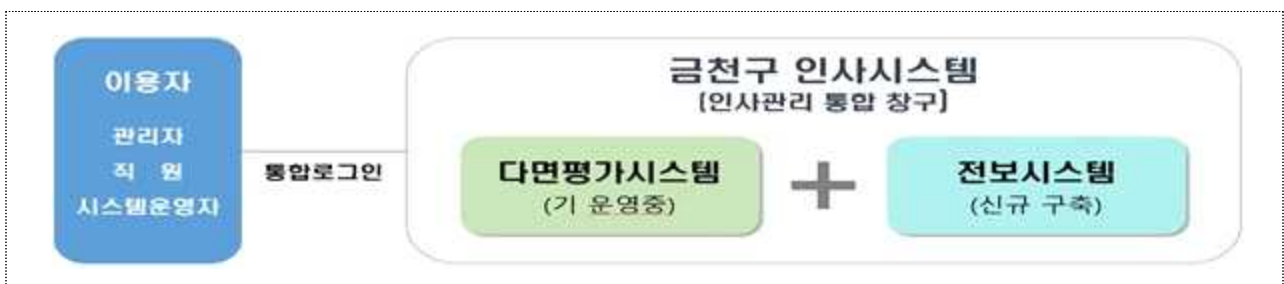 이용자
관리자
직 원
시스템운영자
통합로그인
금천구 인사시스템
[인사관리 통합 창구]
다면평가시스템
(기 운영중)
+
전보시스템
(신규 구축)